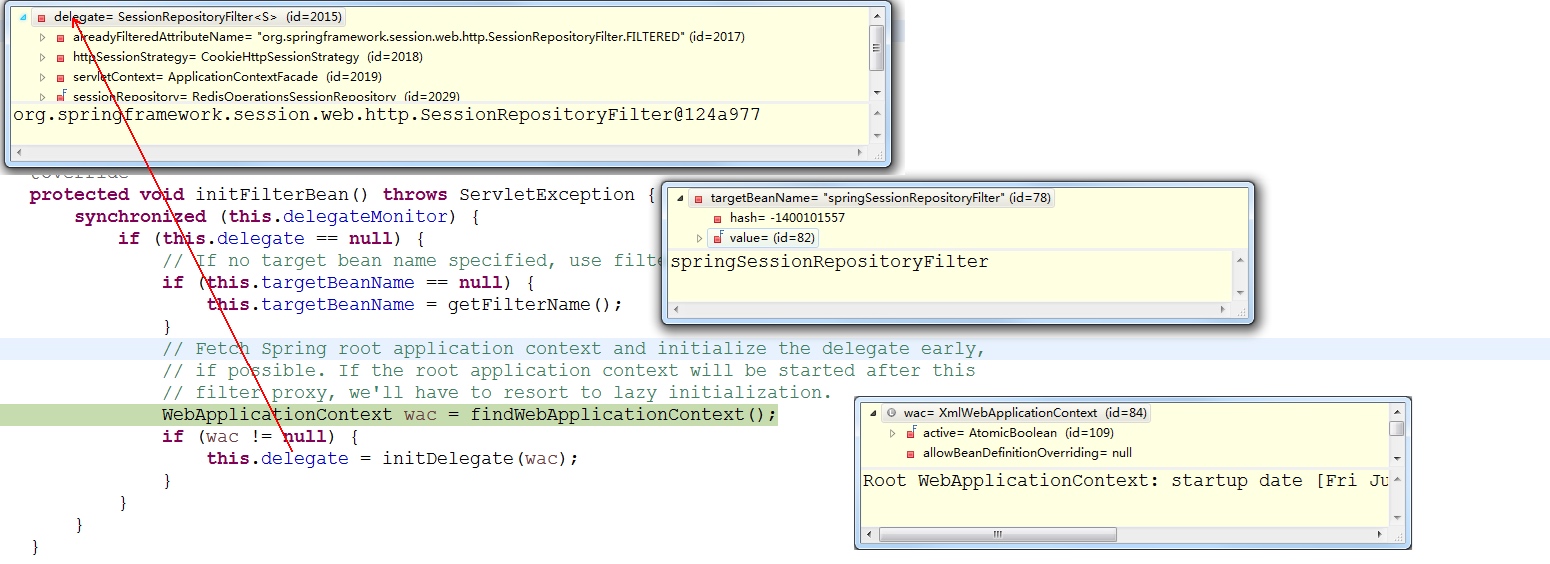 delegate= SessionRepositoryFilter<S> (id=2015)
alreadyFilteredAttributeName= "org.springframework.session.web.http.SessionRepositoryFilter.FILTERED" (id=2017)
httpSessionStrategy= CookieHttpSessionStrategy (id=2018)
servletContext= ApplicationContextFacade (id=2019)
sessionRepository= RedisOperationsSessionRepository (id=2029)
org.springframework.session.web.http.SessionRepositoryFilter@124a977
@Override
protected void initFilterBean() throws ServletException {
synchronized (this.delegateMonitor) {
if (this.delegate == null) {
// If no target bean name specified, use filte
if (this.targetBeanName == null) {
this.targetBeanName = getFilterName();
}
targetBeanName= "springSessionRepositoryFilter" (id=78)
hash= -1400101557
value= (id=82)
springSessionRepositoryFilter
// Fetch Spring root application context and initialize the delegate early,
// if possible. If the root application context will be started after this
// filter proxy, we'll have to resort to lazy initialization.
WebApplicationContext wac = findWebApplicationContext();
if (wac != null) {
this.delegate = initDelegate(wac);
}
}
}
}
wac= XmlWebApplicationContext (id=84)
active= AtomicBoolean (id=109)
allowBeanDefinitionOverriding= null
Root WebApplicationContext: startup date [Fri Ju